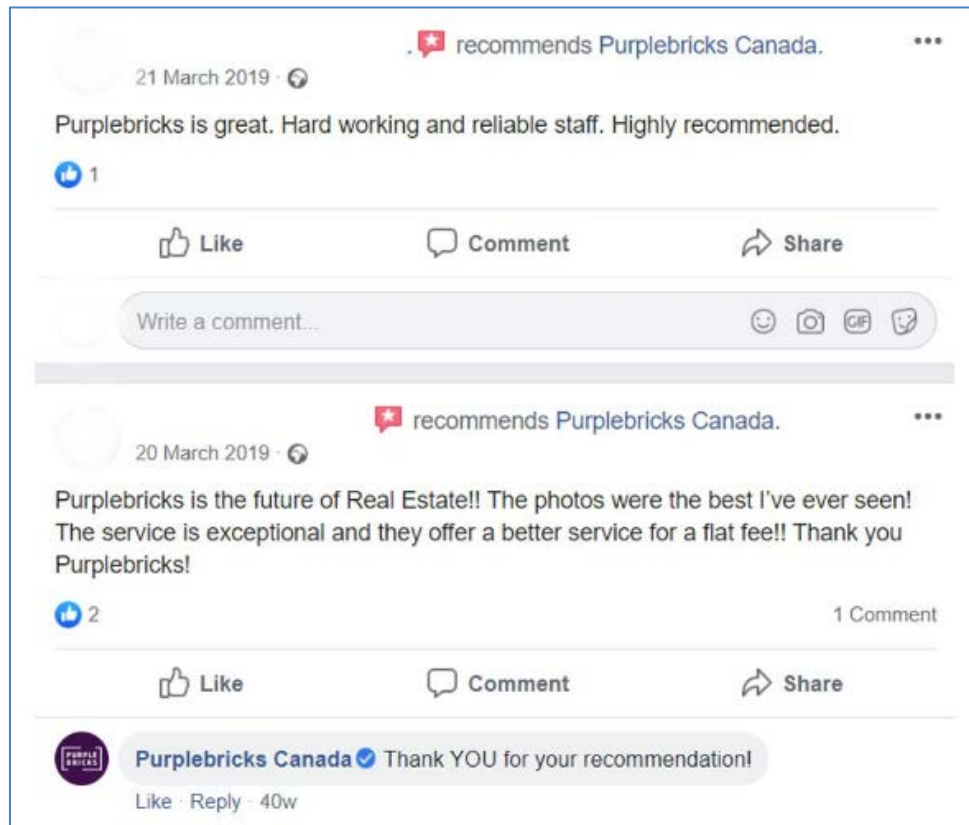 . recommends Purplebricks Canada.
21 March 2019 ·
Purplebricks is great. Hard working and reliable staff. Highly recommended.
1
Like Comment Share
Write a comment...
GIF
recommends Purplebricks Canada.
20 March 2019 ·
Purplebricks is the future of Real Estate!! The photos were the best I've ever seen!
The service is exceptional and they offer a better service for a flat fee!! Thank you
Purplebricks!
2 1 Comment
Like Comment Share
PURPLE
BRICKS
Purplebricks Canada Thank YOU for your recommendation!
Like · Reply · 40w